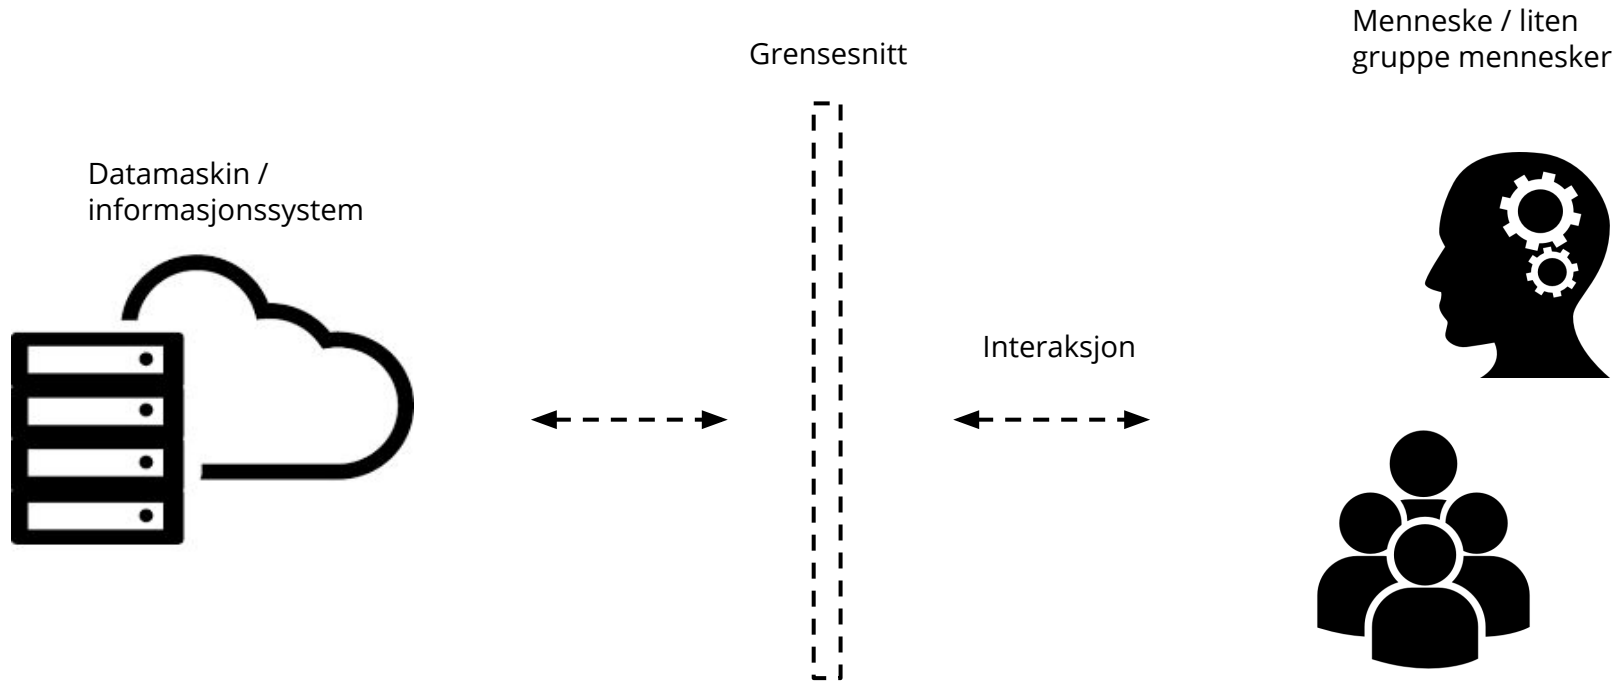 Menneske / liten
gruppe mennesker
Grensesnitt
Datamaskin /
informasjonssystem
Interaksjon